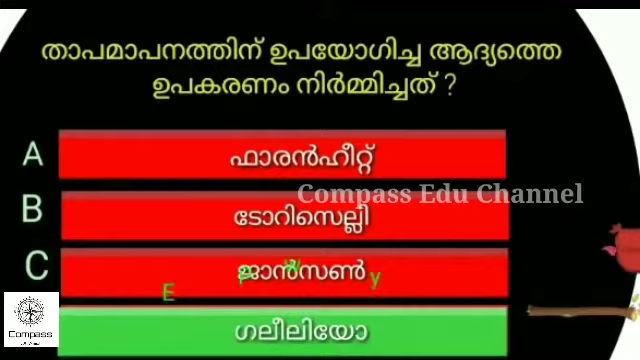 താപമാപനത്തിന് ഉപയോഗിച്ച ആദ്യത്തെ
ഉപകരണം നിർമ്മിച്ചത് ?
A ഫാരൻഹീറ്റ്
Compass Edu Channel
B ടോറിസെല്ലി
C ജാൻസൺ
E
y
Compass
ഗലീലിയോ